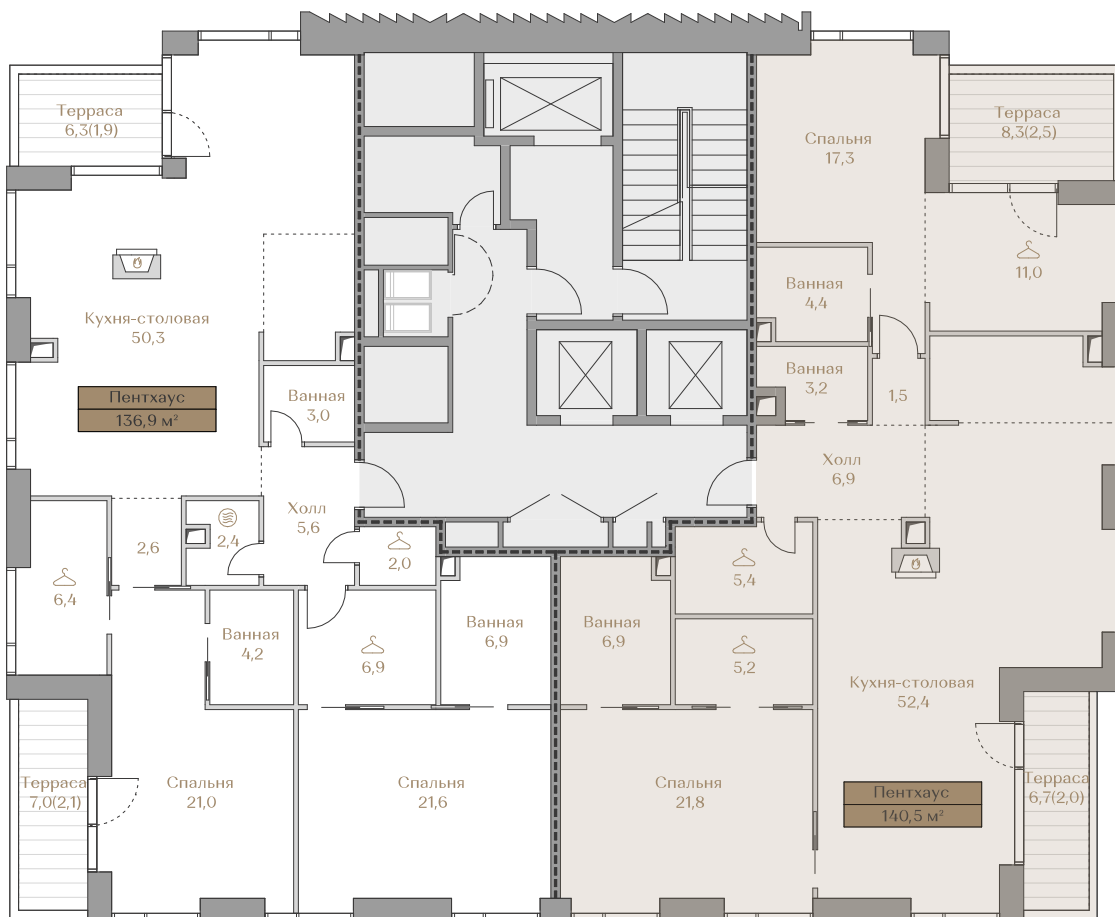 Терраса
6,3(1,9)
Кухня-столовая
50,3
Пентхаус
136,9 м²
Ванная
3,0
Холл
5,6
2,4
2,6
6,4
2,0
Ванная
4,2
6,9
Ванная
6,9
Терраса
7,0(2,1)
Спальня
21,0
Спальня
21,6
Спальня
17,3
Терраса
8,3(2,5)
11,0
Ванная
4,4
Ванная
3,2
1,5
Холл
6,9
5,4
Ванная
6,9
5,2
Кухня-столовая
52,4
Спальня
21,8
Пентхаус
140,5 м²
Терраса
6,7(2,0)